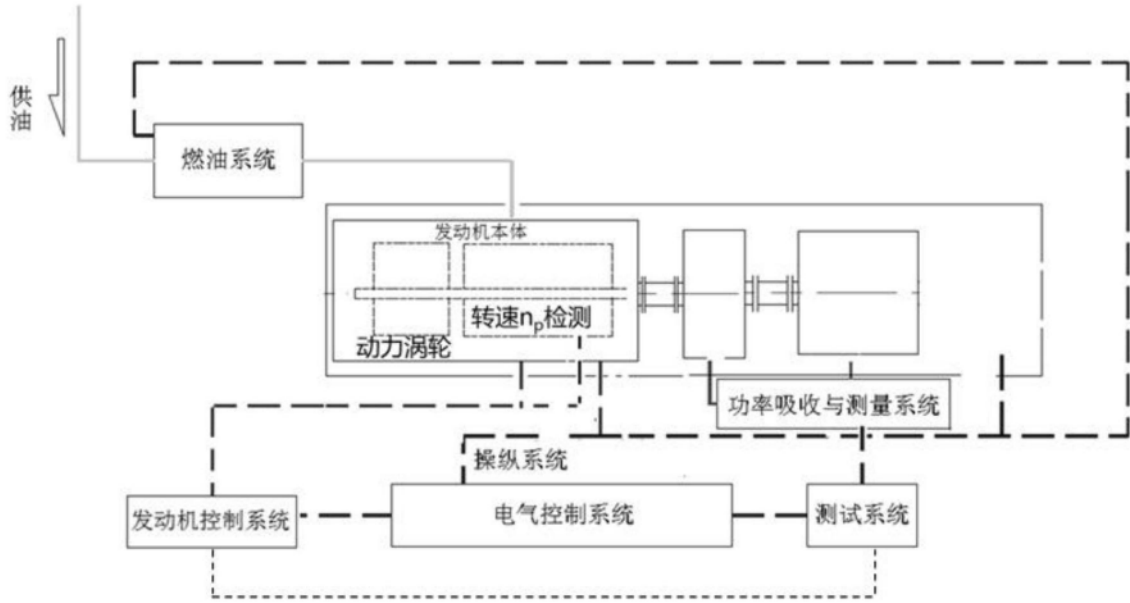 供油
燃油系统
发动机本体
转速nₚ检测
动力涡轮
功率吸收与测量系统
操纵系统
发动机控制系统
电气控制系统
测试系统